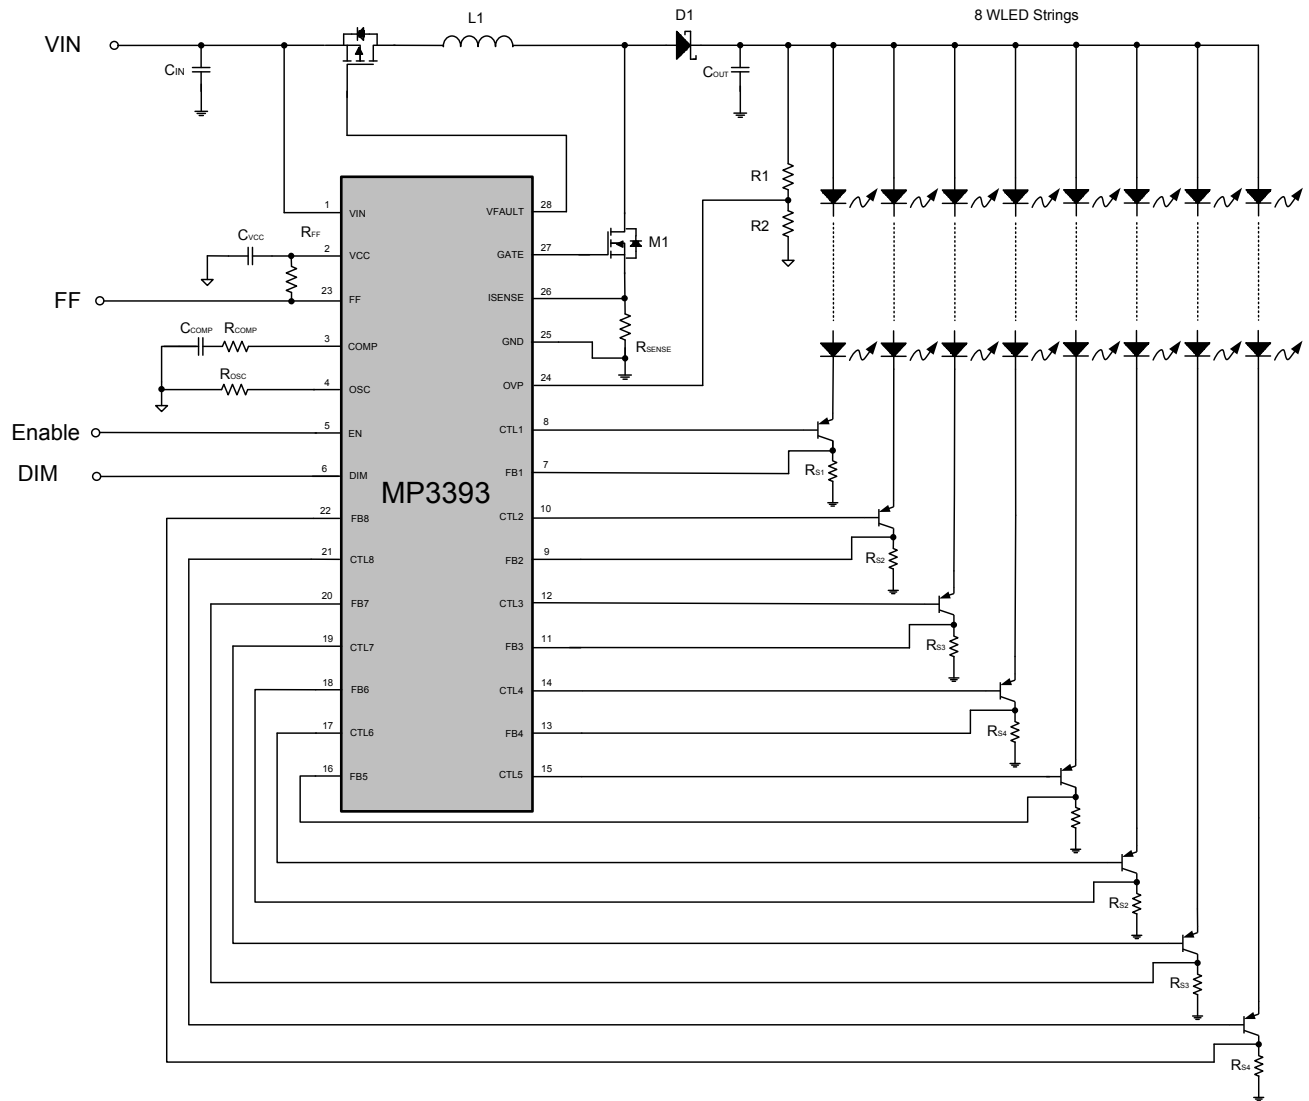 L1
D1
8 WLED Strings
VIN
CIN
COUT
R1
R2
1
VIN
VFAULT
28
CVCC
RFF
2
VCC
GATE
27
M1
FF
23
FF
ISENSE
26
CCOMP
RCOMP
3
COMP
GND
25
RSENSE
ROSC
4
OSC
OVP
24
Enable
5
EN
CTL1
8
DIM
6
DIM
FB1
7
RS1
MP3393
22
FB8
CTL2
10
21
CTL8
FB2
9
RS2
20
FB7
CTL3
12
19
CTL7
FB3
11
RS3
18
FB6
CTL4
14
17
CTL6
FB4
13
RS4
16
FB5
CTL5
15
RS2
RS3
RS4